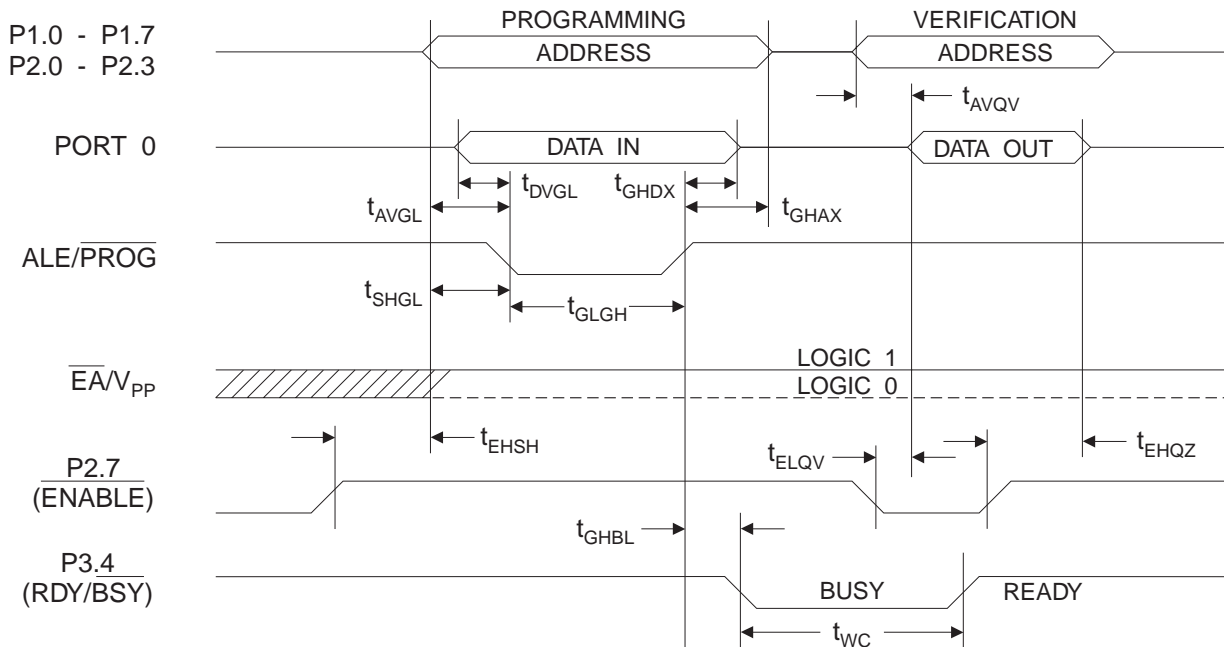 PROGRAMMING
VERIFICATION
P1.0 - P1.7
P2.0 - P2.3
ADDRESS
ADDRESS
tAVQV
PORT 0
DATA IN
DATA OUT
tDVGL
tGHDX
tAVGL
tGHAX
ALE/PROG
tSHGL
tGLGH
LOGIC 1
EA/VPP
LOGIC 0
tEHSH
tELQV
tEHQZ
P2.7
(ENABLE)
tGHBL
P3.4
(RDY/BSY)
BUSY
READY
tWC